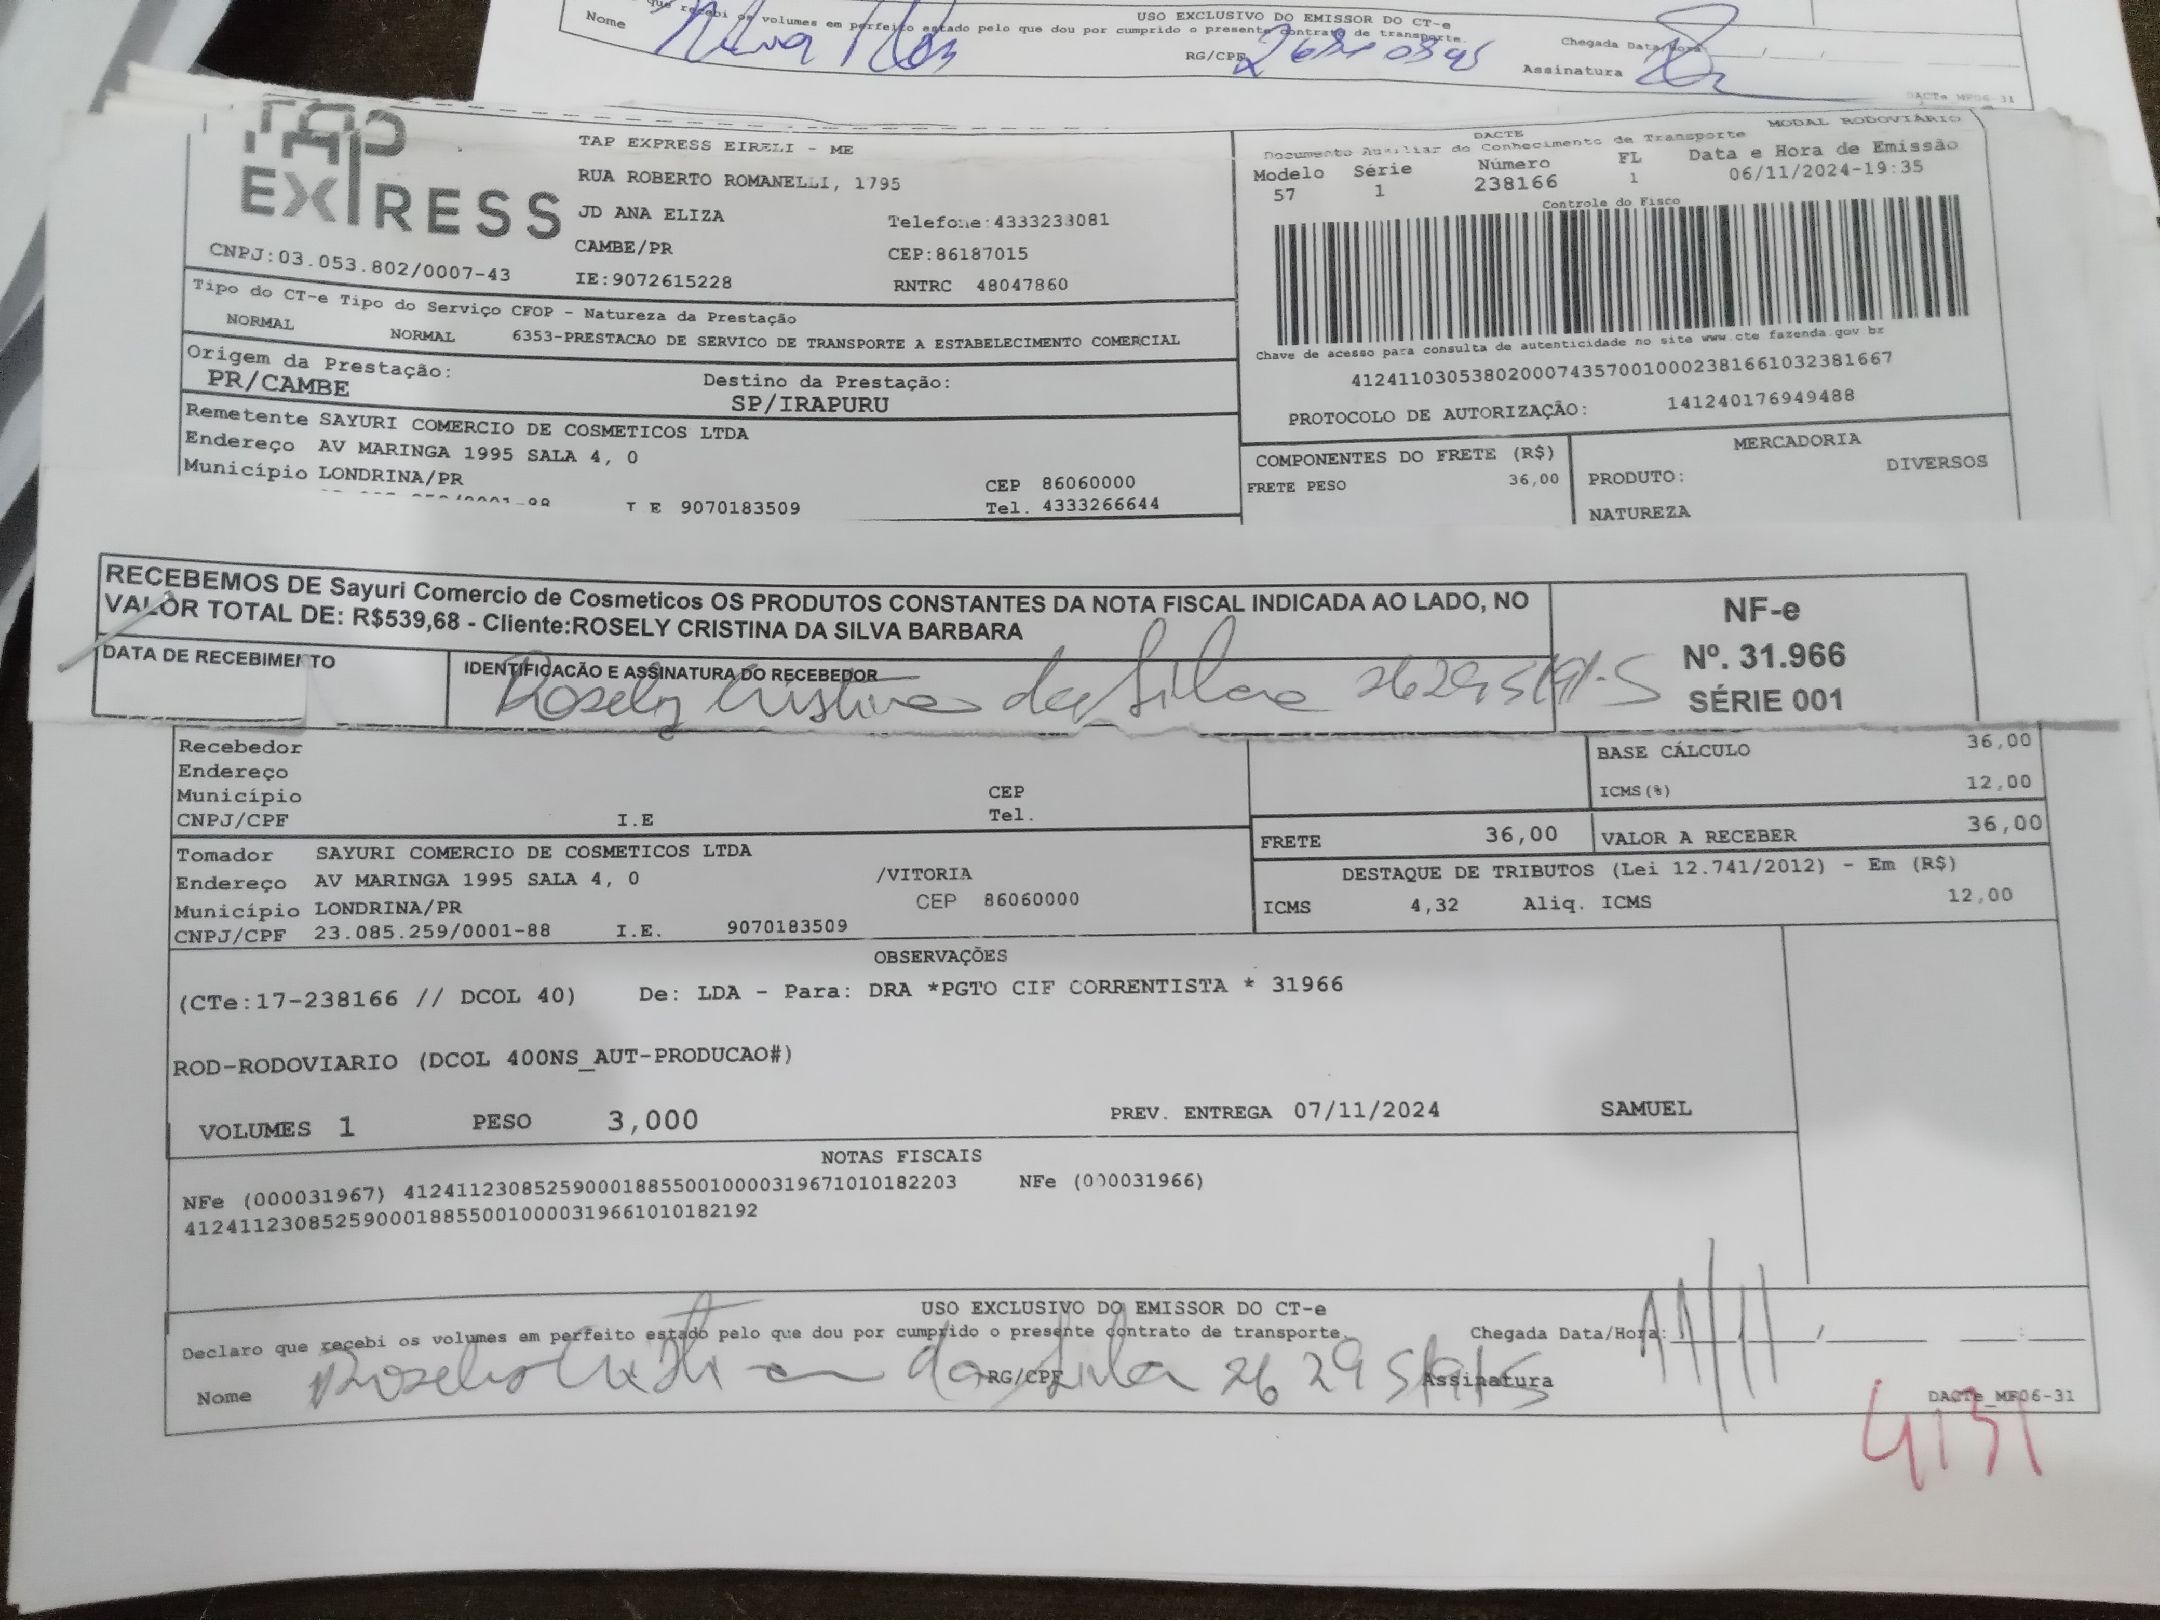 que recebi os volumes em perfeito estado pelo que dou por cumprido o presente contrato de transporte.
USO EXCLUSIVO DO EMISSOR DO CT-e
Nome
RG/CPF
Chegada Data/Hora
Assinatura
DACTe_MF06-31
TAP EXPRESS
TAP EXPRESS EIRELI - ME
RUA ROBERTO ROMANELLI, 1795
JD ANA ELIZA
Telefone:4333233081
CAMBE/PR
CEP:86187015
CNPJ:03.053.802/0007-43
IE:9072615228
RNTRC 48047860
DACTE
MODAL RODOVIÁRIO
Documento Auxiliar do Conhecimento de Transporte
Modelo Série Número FL Data e Hora de Emissão
57 1 238166 1 06/11/2024-19:35
Controle do Fisco
Chave de acesso para consulta de autenticidade no site www.cte fazenda.gov br
41241103053802000743570010002381661032381667
PROTOCOLO DE AUTORIZAÇÃO: 141240176949488
Tipo do CT-e Tipo do Serviço CFOP - Natureza da Prestação
NORMAL NORMAL 6353-PRESTACAO DE SERVICO DE TRANSPORTE A ESTABELECIMENTO COMERCIAL
Origem da Prestação:
PR/CAMBE
Destino da Prestação:
SP/IRAPURU
Remetente SAYURI COMERCIO DE COSMETICOS LTDA
Endereço AV MARINGA 1995 SALA 4, 0
Município LONDRINA/PR
CEP 86060000
I E 9070183509
Tel. 4333266644
COMPONENTES DO FRETE (R$)
FRETE PESO 36,00
MERCADORIA
PRODUTO: DIVERSOS
NATUREZA
RECEBEMOS DE Sayuri Comercio de Cosmeticos OS PRODUTOS CONSTANTES DA NOTA FISCAL INDICADA AO LADO, NO
VALOR TOTAL DE: R$539,68 - Cliente:ROSELY CRISTINA DA SILVA BARBARA
DATA DE RECEBIMENTO
IDENTIFICAÇÃO E ASSINATURA DO RECEBEDOR
Rosely Cristina da Silva
NF-e
Nº. 31.966
SÉRIE 001
Recebedor
Endereço
Município CEP
CNPJ/CPF I.E Tel.
BASE CÁLCULO 36,00
ICMS(%) 12,00
FRETE 36,00 VALOR A RECEBER 36,00
Tomador SAYURI COMERCIO DE COSMETICOS LTDA
Endereço AV MARINGA 1995 SALA 4, 0 /VITORIA
Município LONDRINA/PR CEP 86060000
CNPJ/CPF 23.085.259/0001-88 I.E. 9070183509
DESTAQUE DE TRIBUTOS (Lei 12.741/2012) - Em (R$)
ICMS 4,32 Aliq. ICMS 12,00
OBSERVAÇÕES
(CTe:17-238166 // DCOL 40) De: LDA - Para: DRA *PGTO CIF CORRENTISTA * 31966
ROD-RODOVIARIO (DCOL 400NS_AUT-PRODUCAO#)
VOLUMES 1 PESO 3,000 PREV. ENTREGA 07/11/2024 SAMUEL
NOTAS FISCAIS
NFe (000031967) 41241123085259000188550010000319671010182203 NFe (000031966)
41241123085259000188550010000319661010182192
USO EXCLUSIVO DO EMISSOR DO CT-e
Declaro que recebi os volumes em perfeito estado pelo que dou por cumprido o presente contrato de transporte.
Chegada Data/Hora: 11/11
Nome
RG/CPF
Assinatura
DACTe_MF06-31